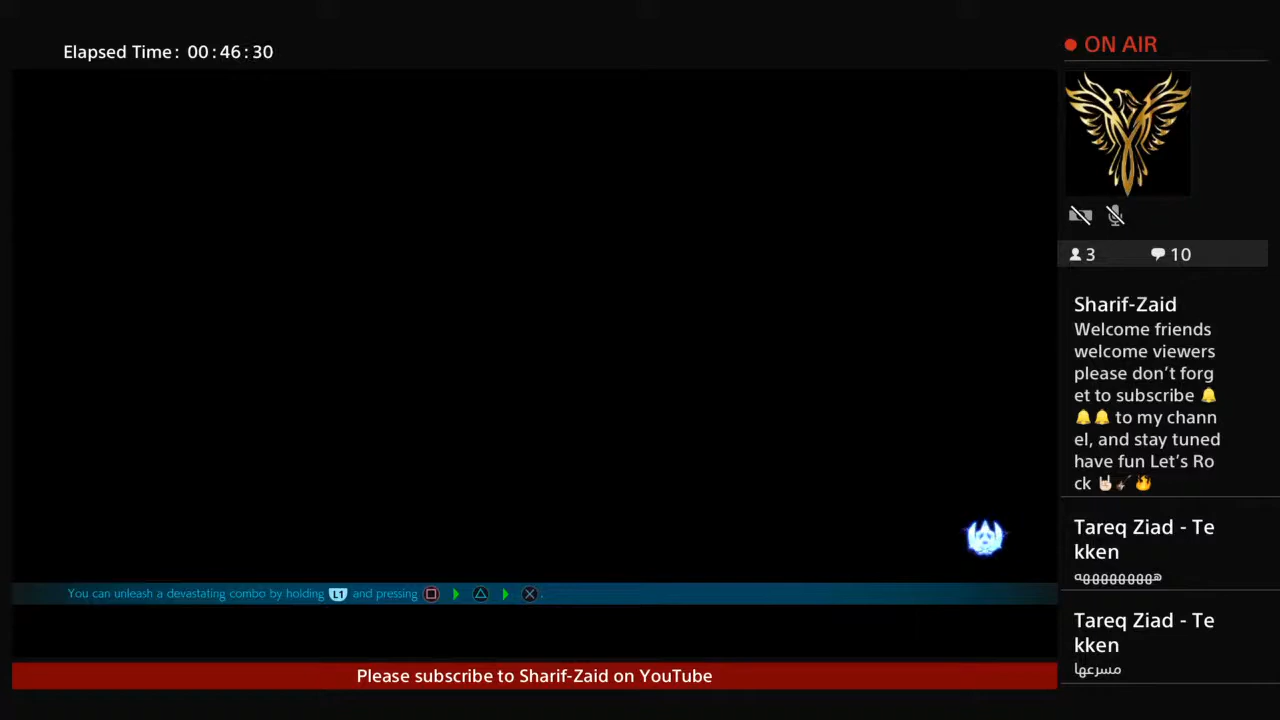 Elapsed Time: 00:46:30
ON AIR
3 10
Sharif-Zaid
Welcome friends
welcome viewers
please don't forg
et to subscribe 🔔
🔔🔔 to my chann
el, and stay tuned
have fun Let's Ro
ck 🤘🏻🎸🔥
Tareq Ziad - Te
kken
Tareq Ziad - Te
kken
مسرعها
You can unleash a devastating combo by holding L1 and pressing □ ▶ △ ▶ ✕.
Please subscribe to Sharif-Zaid on YouTube